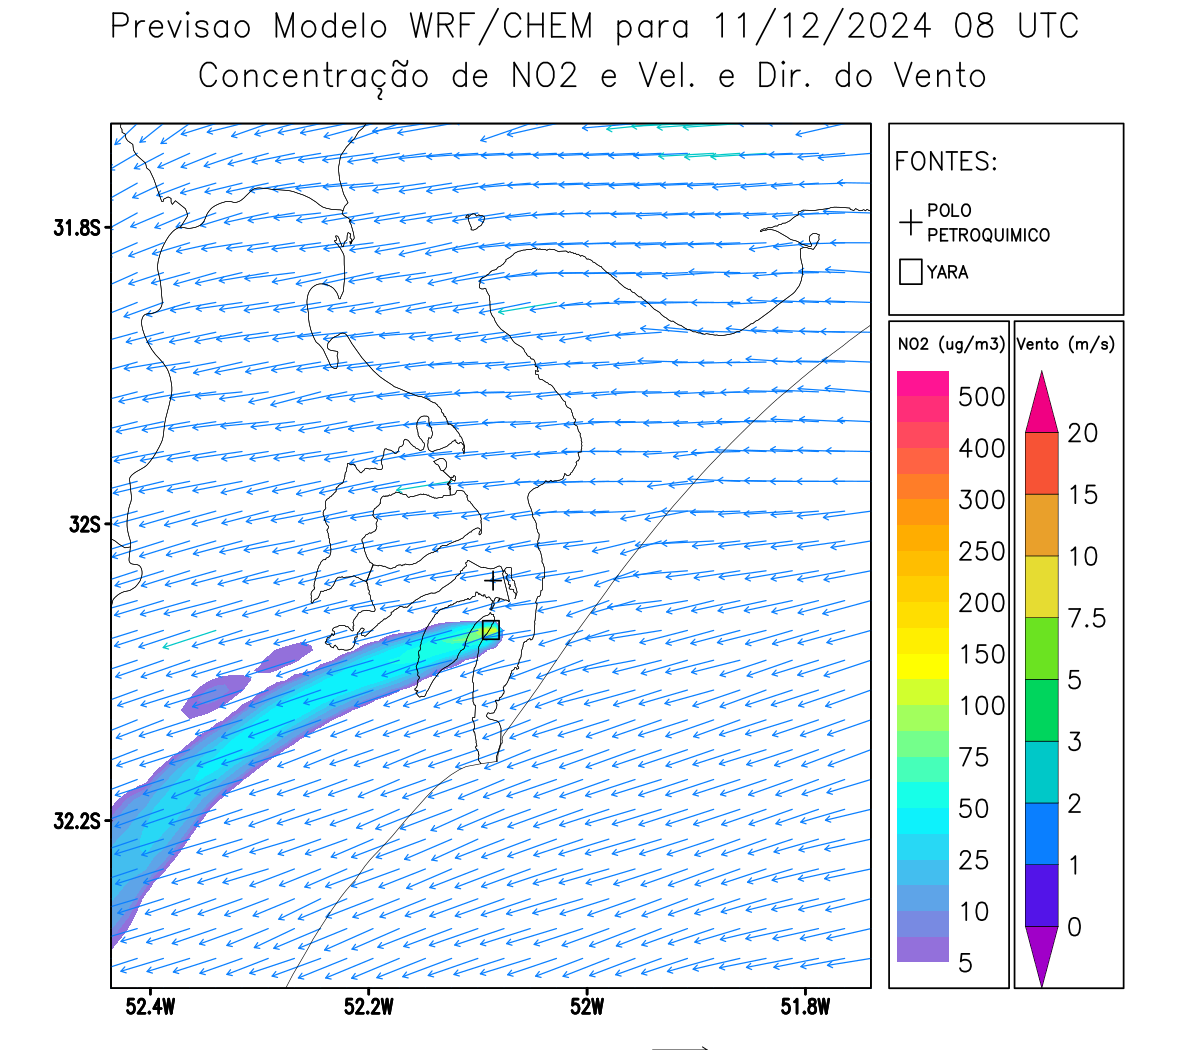 Previsao Modelo WRF/CHEM para 11/12/2024 08 UTC
Concentração de NO2 e Vel. e Dir. do Vento
FONTES:
POLO
PETROQUIMICO
YARA
NO2 (ug/m3)
500
400
300
250
200
150
100
75
50
25
10
5
Vento (m/s)
20
15
10
7.5
5
3
2
1
0
31.8S
32S
32.2S
52.4W
52.2W
52W
51.8W